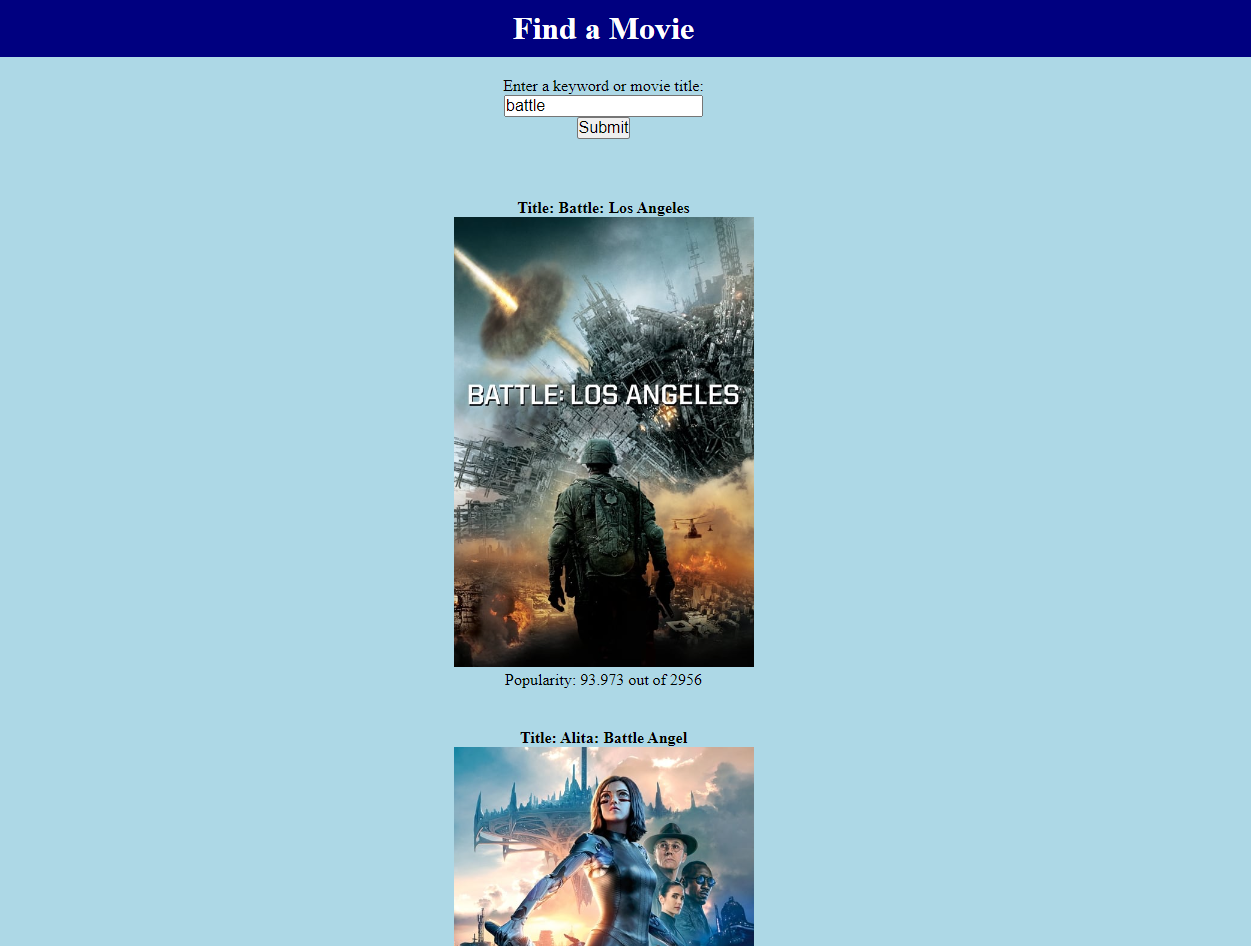 Find a Movie
Enter a keyword or movie title:
battle
Submit
Title: Battle: Los Angeles
BATTLE: LOS ANGELES
Popularity: 93.973 out of 2956
Title: Alita: Battle Angel